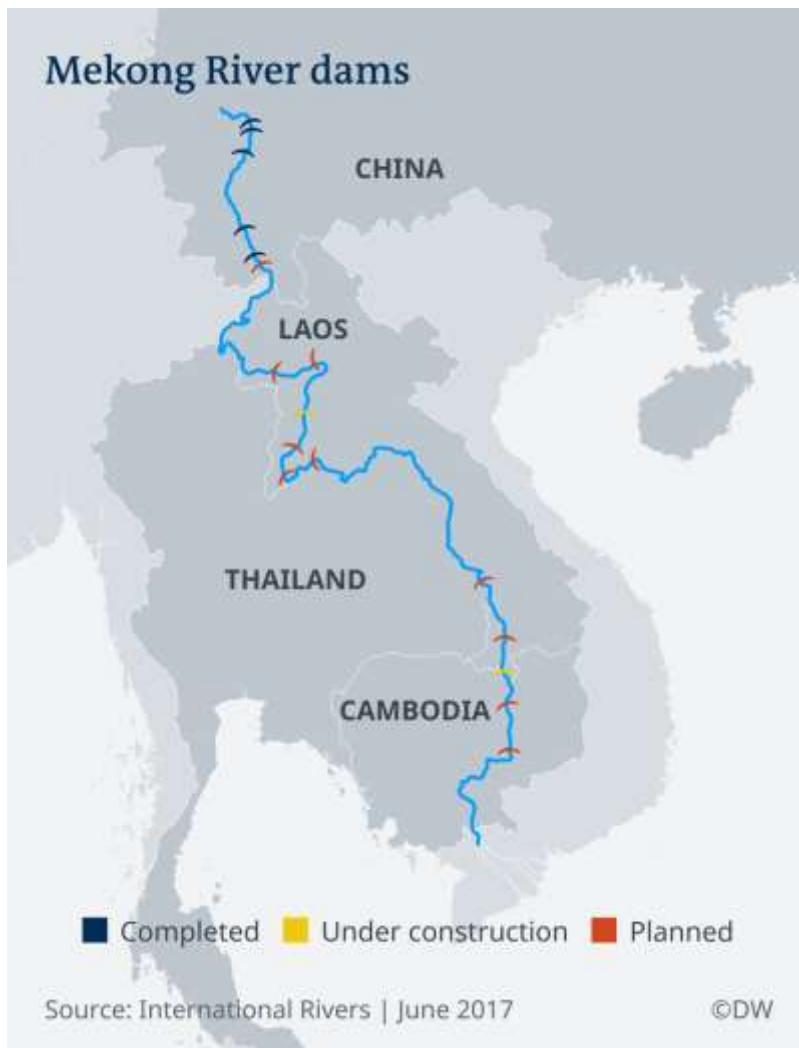 Mekong River dams
CHINA
LAOS
THAILAND
CAMBODIA
Completed Under construction Planned
Source: International Rivers | June 2017 ©DW